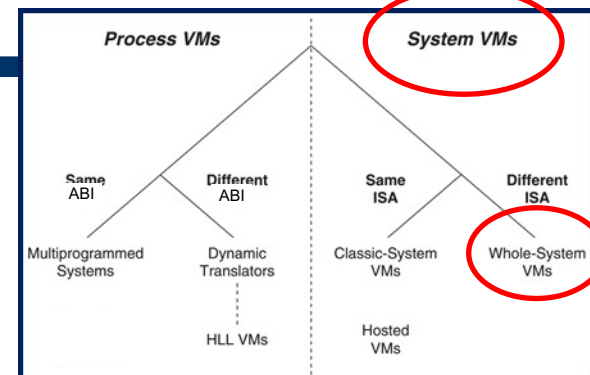 Process VMs
System VMs
Same
ABI
Different
ABI
Same
ISA
Different
ISA
Multiprogrammed
Systems
Dynamic
Translators
Classic-System
VMs
Whole-System
VMs
HLL VMs
Hosted
VMs